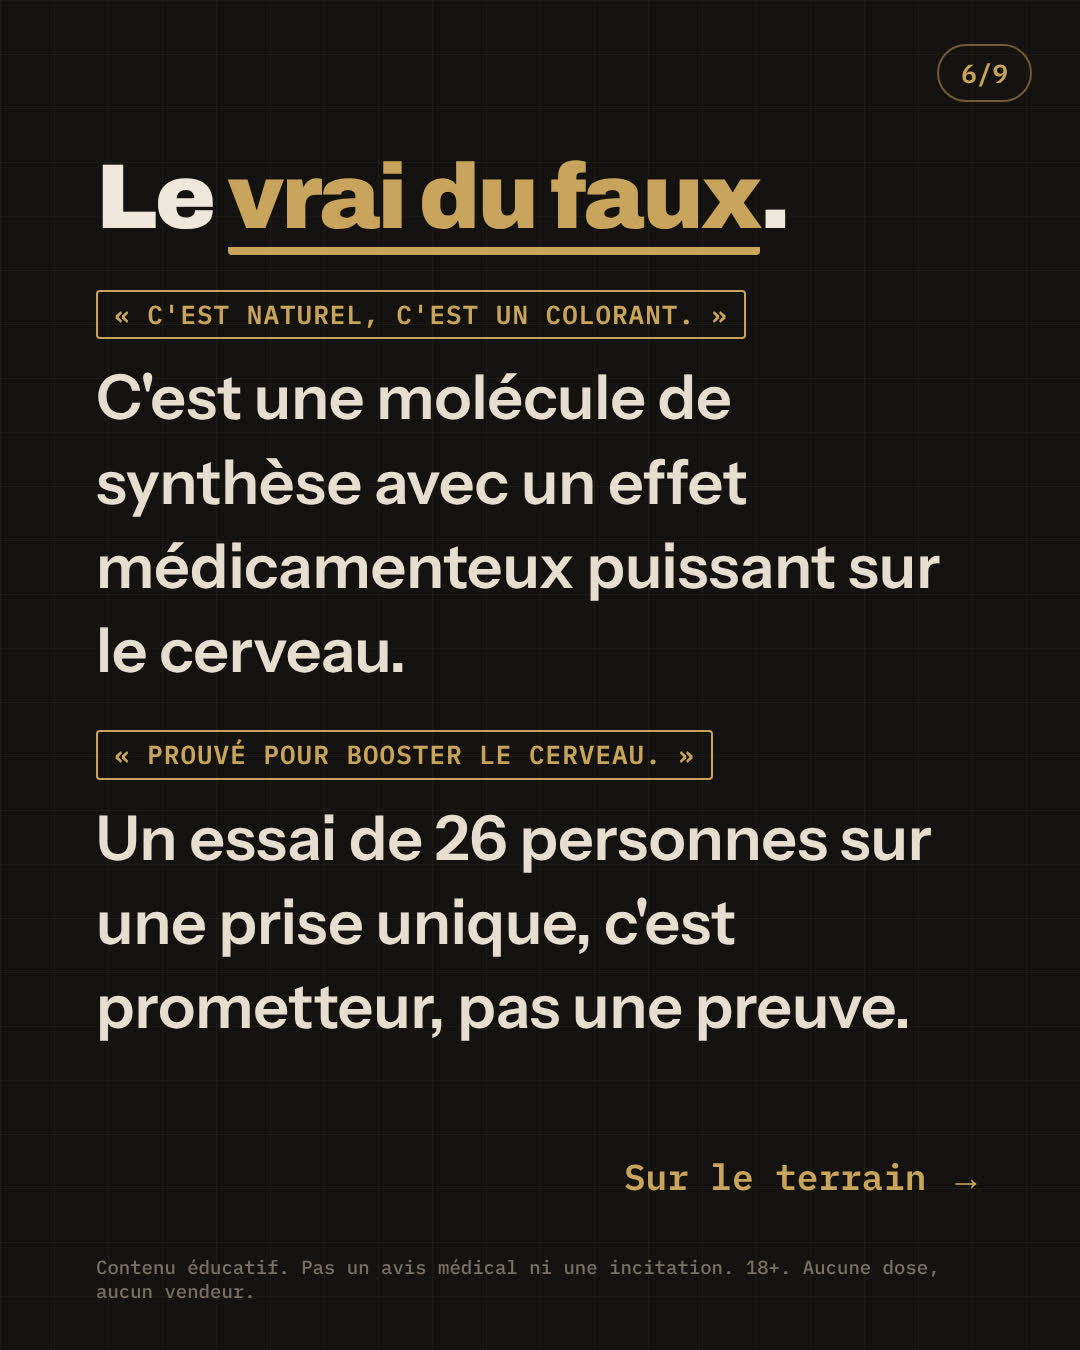 6/9
Le vrai du faux.
« C'EST NATUREL, C'EST UN COLORANT. »
C'est une molécule de
synthèse avec un effet
médicamenteux puissant sur
le cerveau.
« PROUVÉ POUR BOOSTER LE CERVEAU. »
Un essai de 26 personnes sur
une prise unique, c'est
prometteur, pas une preuve.
Sur le terrain →
Contenu éducatif. Pas un avis médical ni une incitation. 18+. Aucune dose,
aucun vendeur.